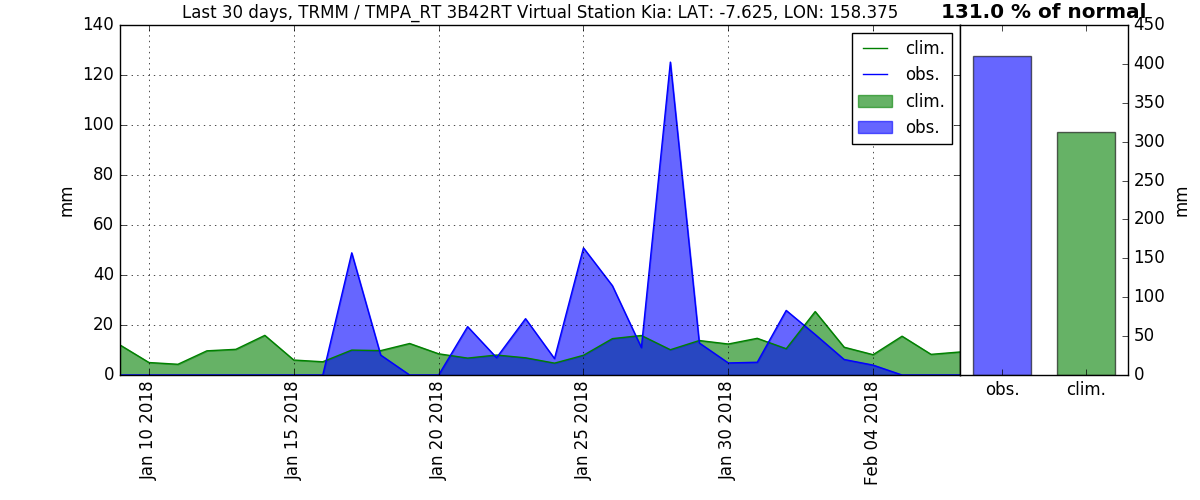 Last 30 days, TRMM / TMPA_RT 3B42RT Virtual Station Kia: LAT: -7.625, LON: 158.375
131.0 % of normal
mm
140
120
100
80
60
40
20
0
Jan 10 2018
Jan 15 2018
Jan 20 2018
Jan 25 2018
Jan 30 2018
Feb 04 2018
clim.
obs.
clim.
obs.
450
400
350
300
250
200
150
100
50
0
mm
obs.
clim.